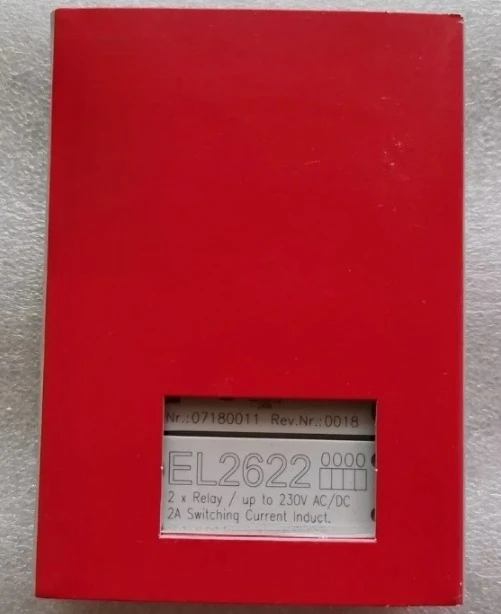 Nr.:07180011 Rev.Nr.:0018
EL2622 0000
2 x Relay / up to 230V AC/DC
2A Switching Current Induct.